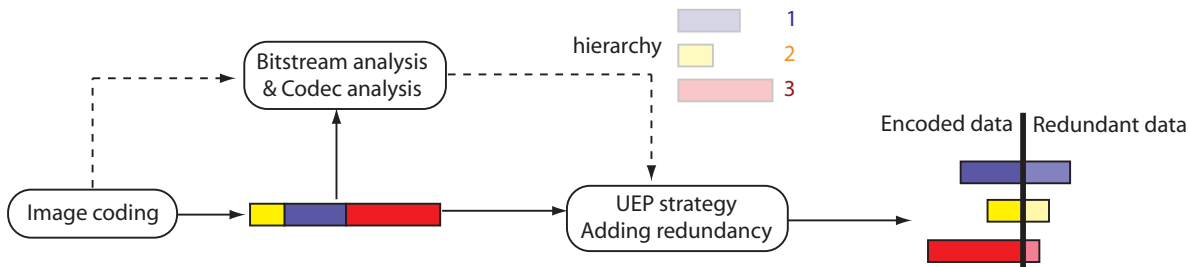 hierarchy
1
2
3
Bitstream analysis
& Codec analysis
Encoded data
Redundant data
Image coding
UEP strategy
Adding redundancy